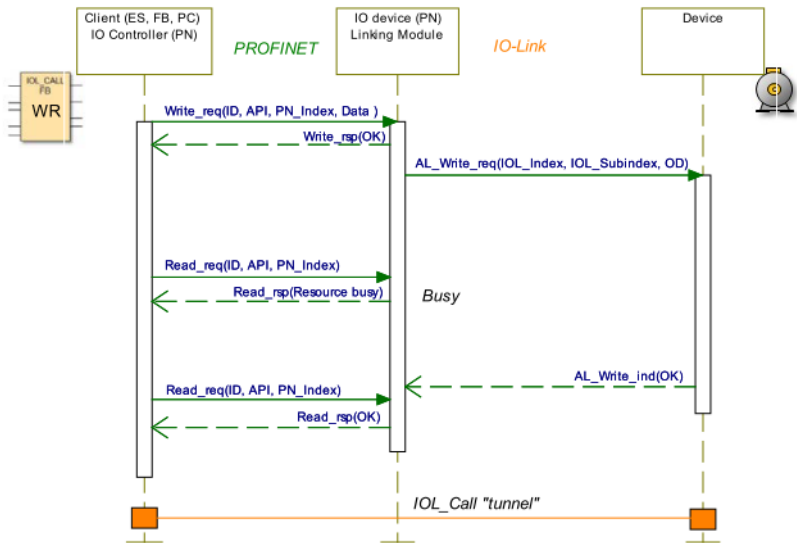 Client (ES, FB, PC)
IO Controller (PN)
PROFINET
IO device (PN)
Linking Module
IO-Link
Device
IOL_CALL
FB
WR
Write_req(ID, API, PN_Index, Data )
Write_rsp(OK)
AL_Write_req(IOL_Index, IOL_Subindex, OD)
Read_req(ID, API, PN_Index)
Read_rsp(Resource busy)
Busy
AL_Write_ind(OK)
Read_req(ID, API, PN_Index)
Read_rsp(OK)
IOL_Call "tunnel"